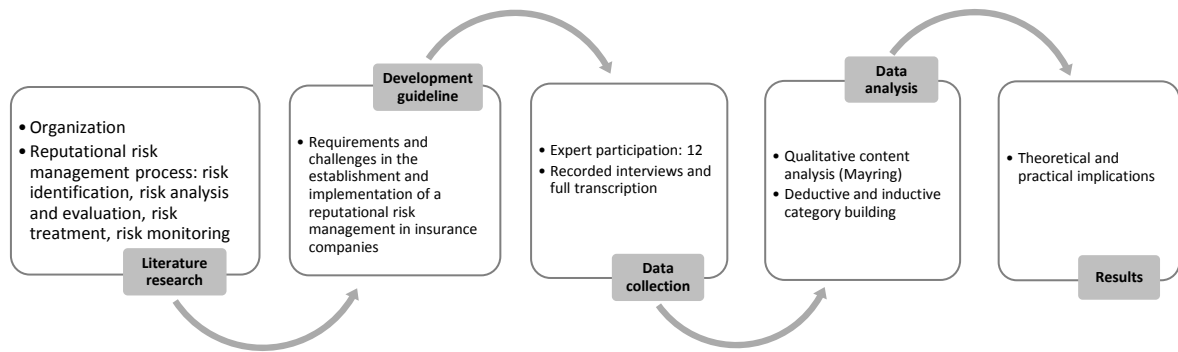 • Organization
• Reputational risk
management process: risk
identification, risk analysis
and evaluation, risk
treatment, risk monitoring
Literature
research
Development
guideline
• Requirements and
challenges in the
establishment and
implementation of a
reputational risk
management in insurance
companies
• Expert participation: 12
• Recorded interviews and
full transcription
Data
collection
Data
analysis
• Qualitative content
analysis (Mayring)
• Deductive and inductive
category building
• Theoretical and
practical implications
Results